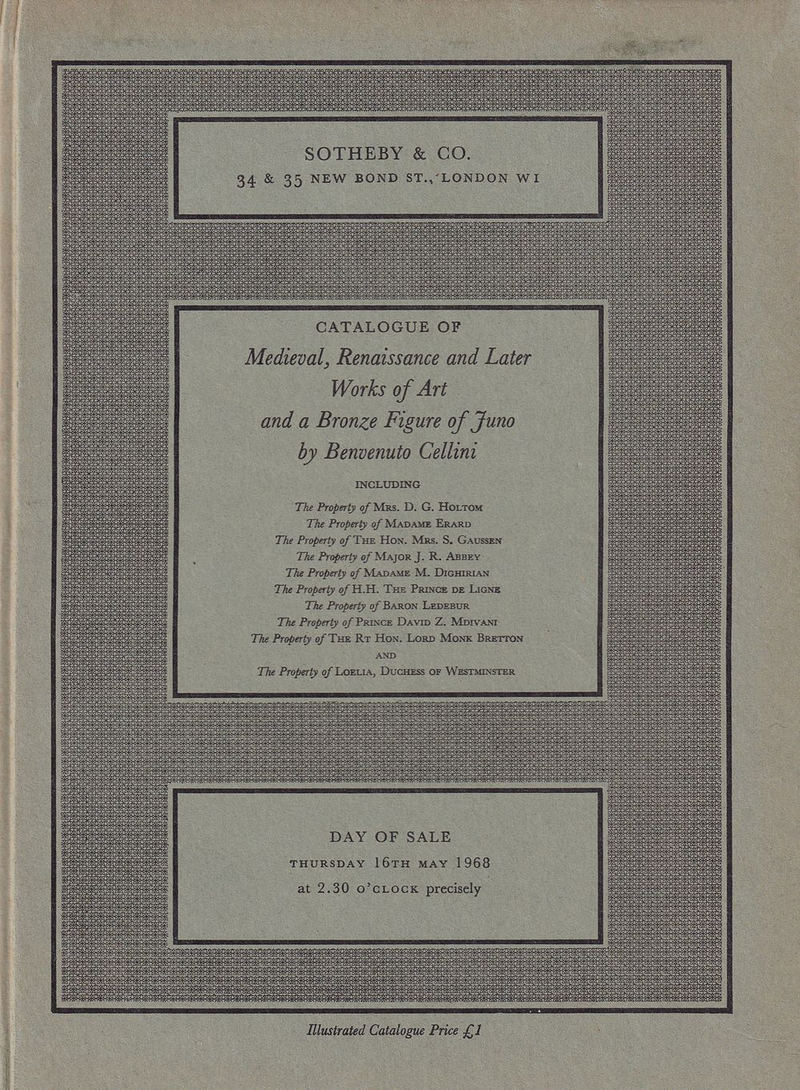 SOTHEBY & CO.
34 & 35 NEW BOND ST., LONDON W1
CATALOGUE OF
Medieval, Renaissance and Later
Works of Art
and a Bronze Figure of Juno
by Benvenuto Cellini
INCLUDING
The Property of MRS. D. G. HOLTOM
The Property of MADAME ERARD
The Property of THE HON. MRS. S. GAUSSEN
The Property of MAJOR J. R. ABBEY
The Property of MADAME M. DIGHIRIAN
The Property of H.H. THE PRINCE DE LIGNE
The Property of BARON LEDEBUR
The Property of PRINCE DAVID Z. MDIVANI
The Property of THE RT HON. LORD MONK BRETTON
AND
The Property of LOELIA, DUCHESS OF WESTMINSTER
DAY OF SALE
THURSDAY 16TH MAY 1968
at 2.30 O'CLOCK precisely
Illustrated Catalogue Price £1